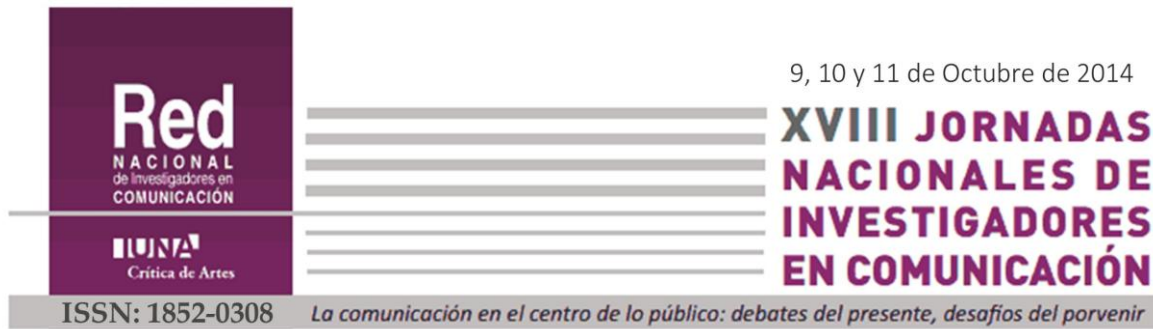 Red
NACIONAL
de Investigadores en
COMUNICACIÓN
IUNA
Crítica de Artes
ISSN: 1852-0308
9, 10 y 11 de Octubre de 2014
XVIII JORNADAS
NACIONALES DE
INVESTIGADORES
EN COMUNICACIÓN
La comunicación en el centro de lo público: debates del presente, desafíos del porvenir